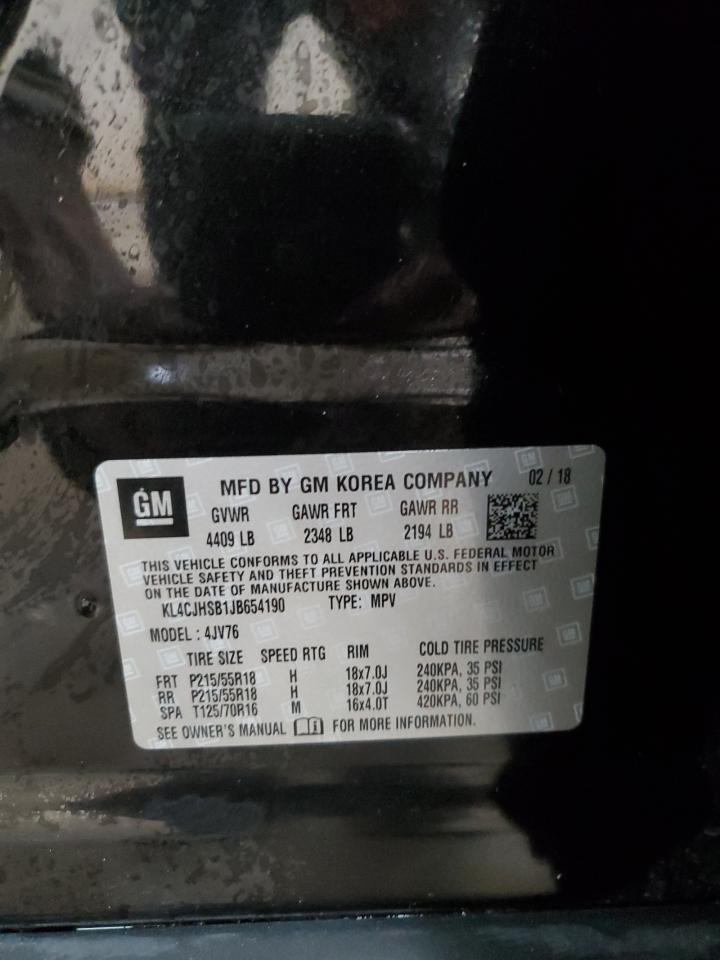 GM MFD BY GM KOREA COMPANY 02 / 18
GVWR GAWR FRT GAWR RR
4409 LB 2348 LB 2194 LB
THIS VEHICLE CONFORMS TO ALL APPLICABLE U.S. FEDERAL MOTOR
VEHICLE SAFETY AND THEFT PREVENTION STANDARDS IN EFFECT
ON THE DATE OF MANUFACTURE SHOWN ABOVE.
KL4CJHSB1JB654190 TYPE: MPV
MODEL : 4JV76
TIRE SIZE SPEED RTG RIM COLD TIRE PRESSURE
FRT P215/55R18 H 18x7.0J 240KPA, 35 PSI
RR P215/55R18 H 18x7.0J 240KPA, 35 PSI
SPA T125/70R16 M 16x4.0T 420KPA, 60 PSI
SEE OWNER'S MANUAL FOR MORE INFORMATION.